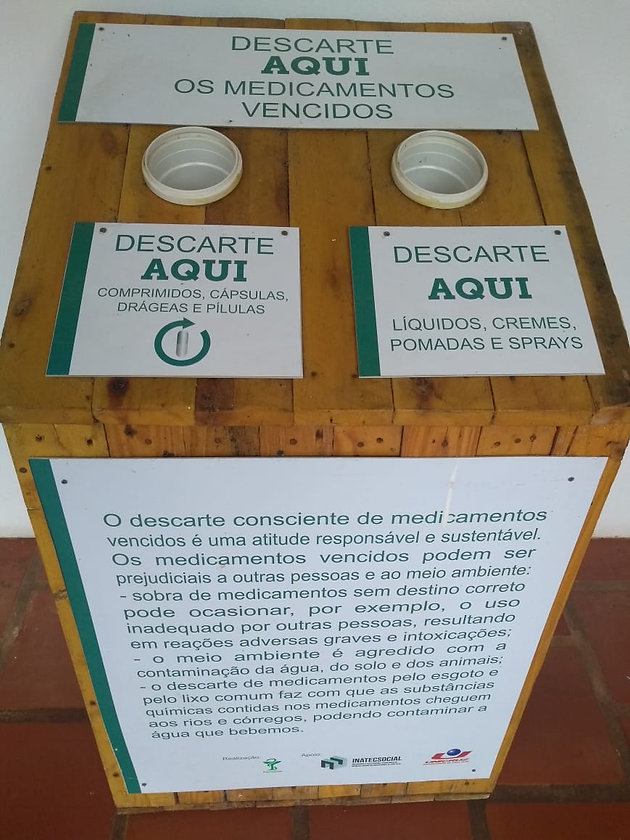 DESCARTE
AQUI
OS MEDICAMENTOS
VENCIDOS
DESCARTE
AQUI
COMPRIMIDOS, CÁPSULAS,
DRÁGEAS E PÍLULAS
DESCARTE
AQUI
LÍQUIDOS, CREMES,
POMADAS E SPRAYS
O descarte consciente de medicamentos
vencidos é uma atitude responsável e sustentável.
Os medicamentos vencidos podem ser
prejudiciais a outras pessoas e ao meio ambiente:
- sobra de medicamentos sem destino correto
pode ocasionar, por exemplo, o uso
inadequado por outras pessoas, resultando
em reações adversas graves e intoxicações;
- o meio ambiente é agredido com a
contaminação da água, do solo e dos animais;
- o descarte de medicamentos pelo esgoto e
pelo lixo comum faz com que as substâncias
químicas contidas nos medicamentos cheguem
aos rios e córregos, podendo contaminar a
água que bebemos.
Realização:
Apoio:
INATECSOCIAL